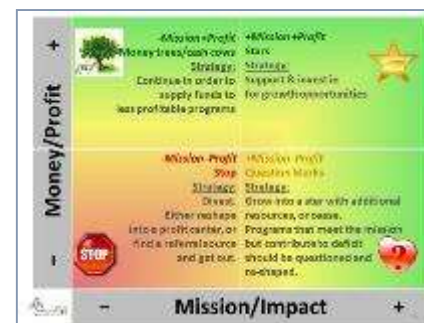 +
Money/Profit
-
-Mission+Profit
Money trees/cash cows
Strategy:
Continue in order to
supply funds to
less profitable programs
+Mission+Profit
Stars
Strategy:
Support & invest in
for growth opportunities
-Mission-Profit
Stop
Strategy:
Divest.
Either reshape
into a profit center, or
find a referral source
and get out.
STOP
+Mission-Profit
Question Marks
Strategy:
Grow into a star with additional
resources, or cease.
Programs that meet the mission
but contribute to deficit
should be questioned and
re-shaped.
?
- Mission/Impact +